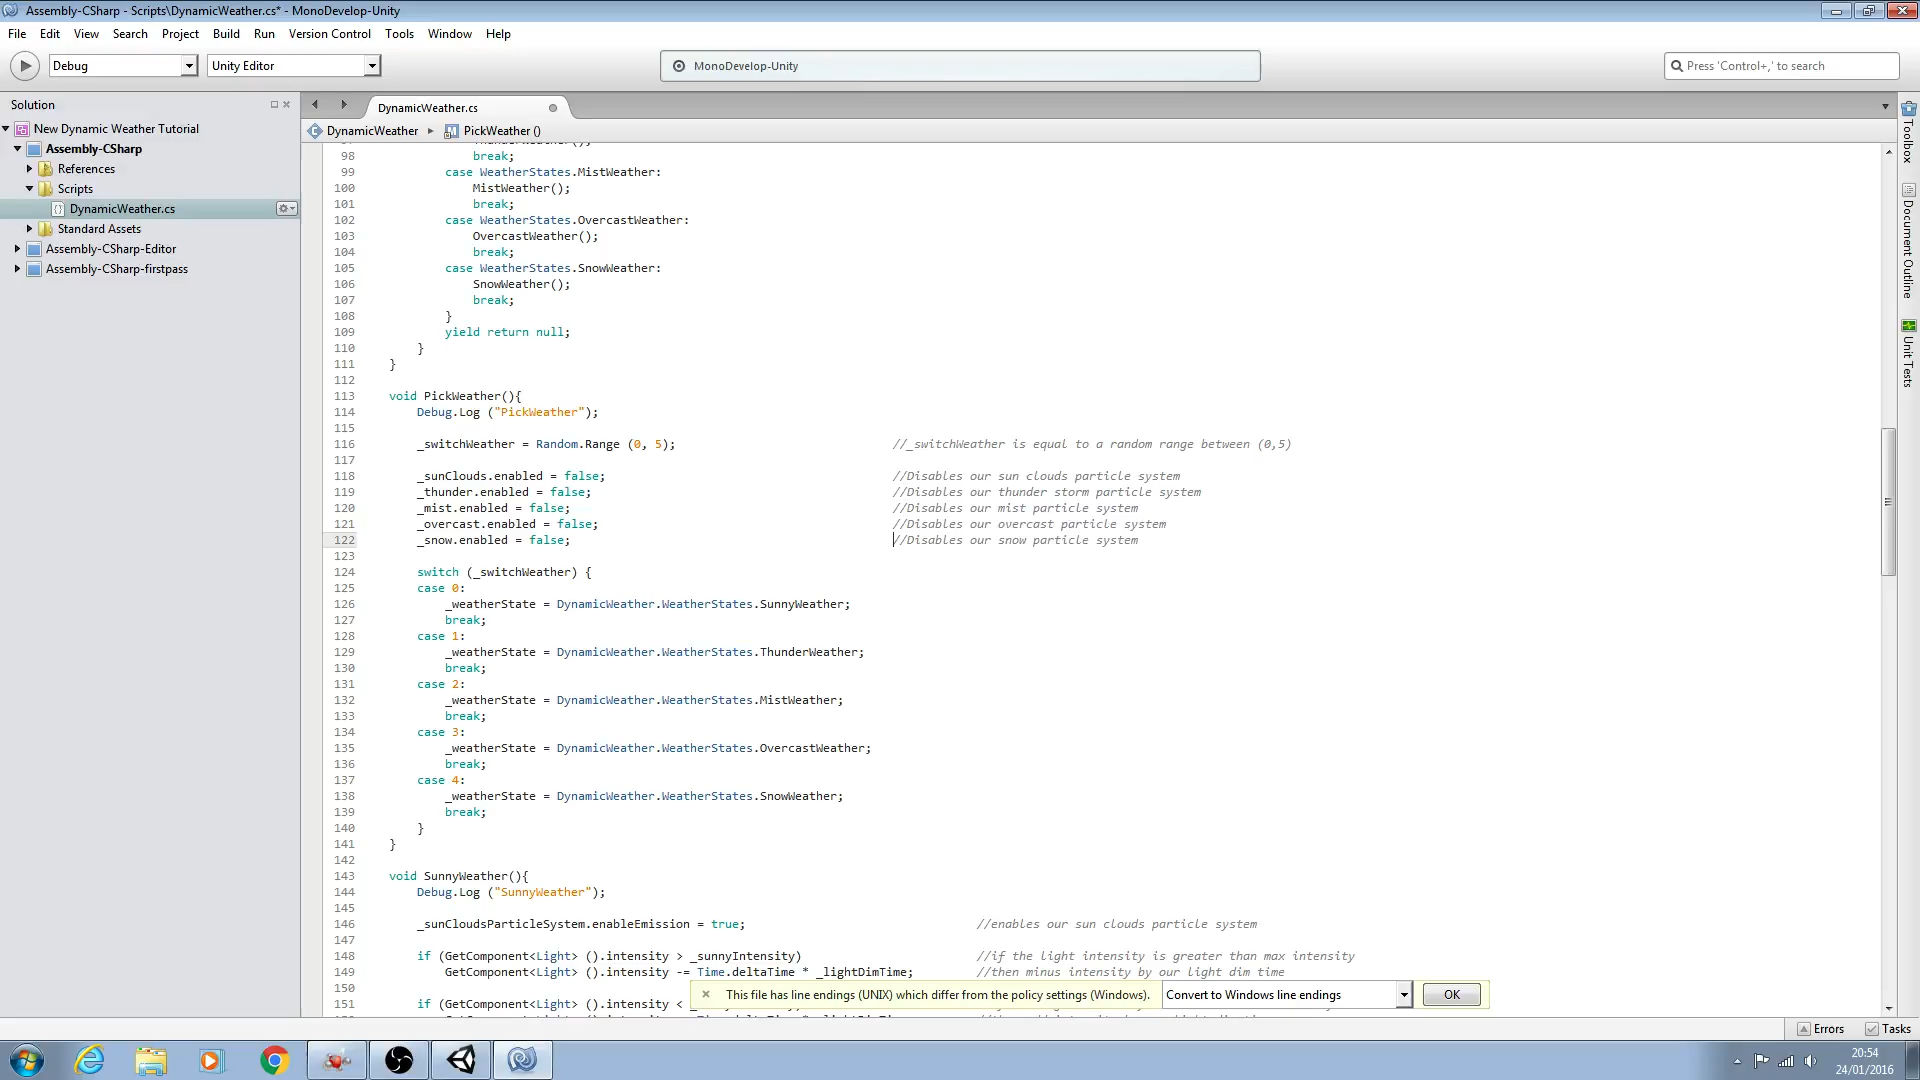 Assembly-CSharp - Scripts\DynamicWeather.cs* - MonoDevelop-Unity
File Edit View Search Project Build Run Version Control Tools Window Help
Debug Unity Editor MonoDevelop-Unity Press 'Control+,' to search
Solution
New Dynamic Weather Tutorial
Assembly-CSharp
References
Scripts
DynamicWeather.cs
Standard Assets
Assembly-CSharp-Editor
Assembly-CSharp-firstpass
DynamicWeather.cs
DynamicWeather PickWeather ()
98 break;
99 case WeatherStates.MistWeather:
100 MistWeather();
101 break;
102 case WeatherStates.OvercastWeather:
103 OvercastWeather();
104 break;
105 case WeatherStates.SnowWeather:
106 SnowWeather();
107 break;
108 }
109 yield return null;
110 }
111 }
112
113 void PickWeather(){
114 Debug.Log ("PickWeather");
115
116 _switchWeather = Random.Range (0, 5); //_switchWeather is equal to a random range between (0,5)
117
118 _sunClouds.enabled = false; //Disables our sun clouds particle system
119 _thunder.enabled = false; //Disables our thunder storm particle system
120 _mist.enabled = false; //Disables our mist particle system
121 _overcast.enabled = false; //Disables our overcast particle system
122 _snow.enabled = false; //Disables our snow particle system
123
124 switch (_switchWeather) {
125 case 0:
126 _weatherState = DynamicWeather.WeatherStates.SunnyWeather;
127 break;
128 case 1:
129 _weatherState = DynamicWeather.WeatherStates.ThunderWeather;
130 break;
131 case 2:
132 _weatherState = DynamicWeather.WeatherStates.MistWeather;
133 break;
134 case 3:
135 _weatherState = DynamicWeather.WeatherStates.OvercastWeather;
136 break;
137 case 4:
138 _weatherState = DynamicWeather.WeatherStates.SnowWeather;
139 break;
140 }
141 }
142
143 void SunnyWeather(){
144 Debug.Log ("SunnyWeather");
145
146 _sunCloudsParticleSystem.enableEmission = true; //enables our sun clouds particle system
147
148 if (GetComponent<Light> ().intensity > _sunnyIntensity) //if the light intensity is greater than max intensity
149 GetComponent<Light> ().intensity -= Time.deltaTime * _lightDimTime; //then minus intensity by our light dim time
150
151 if (GetComponent<Light> ().intensity <
This file has line endings (UNIX) which differ from the policy settings (Windows). Convert to Windows line endings OK
Toolbox
Document Outline
Unit Tests
Errors Tasks
20:54
24/01/2016